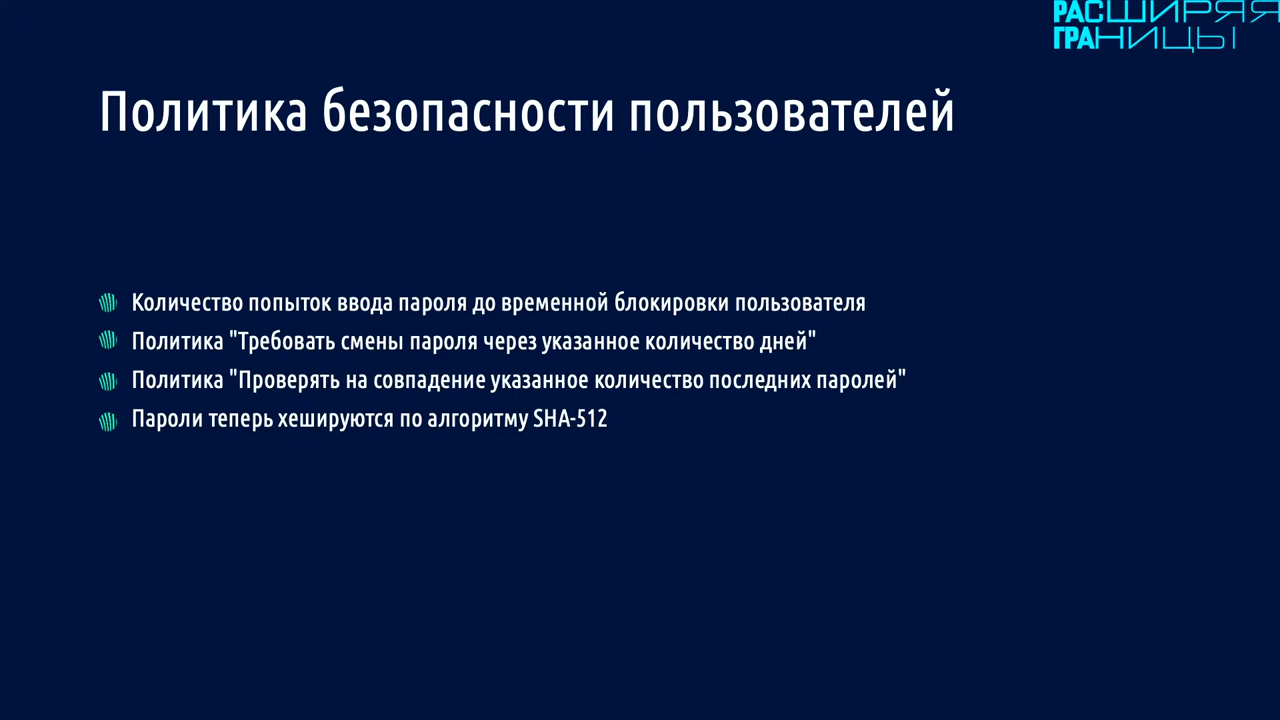 РАСШИРЯЯ
ГРАНИЦЫ
Политика безопасности пользователей
Количество попыток ввода пароля до временной блокировки пользователя
Политика "Требовать смены пароля через указанное количество дней"
Политика "Проверять на совпадение указанное количество последних паролей"
Пароли теперь хешируются по алгоритму SHA-512